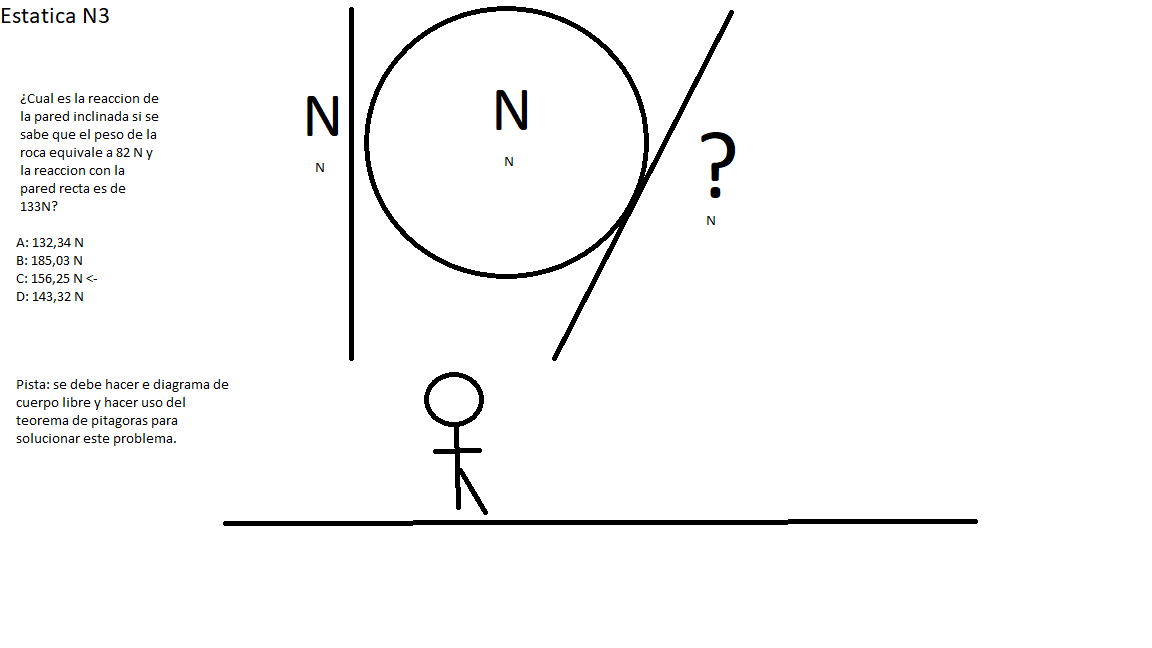 Estatica N3
¿Cual es la reaccion de
la pared inclinada si se
sabe que el peso de la
roca equivale a 82 N y
la reaccion con la
pared recta es de
133N?
A: 132,34 N
B: 185,03 N
C: 156,25 N <-
D: 143,32 N
Pista: se debe hacer e diagrama de
cuerpo libre y hacer uso del
teorema de pitagoras para
solucionar este problema.
N
N
N
N
?
N